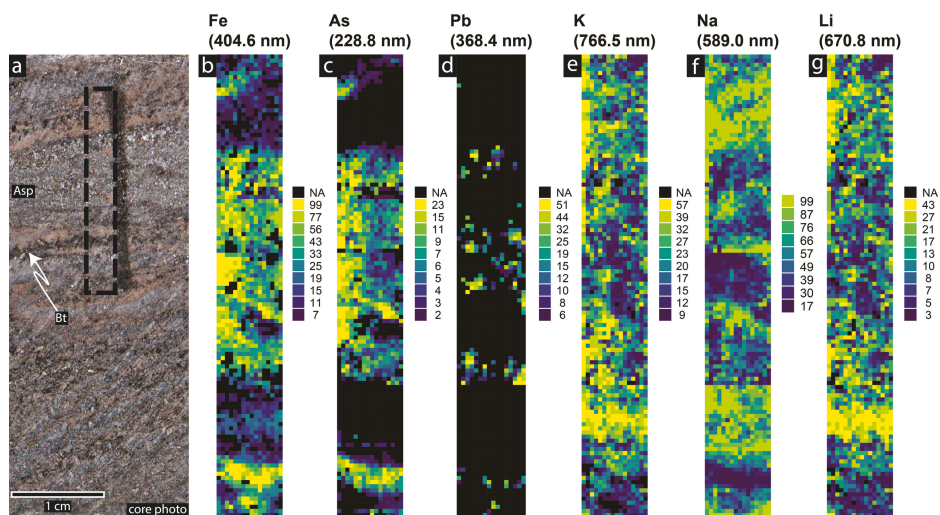 Fe
(404.6 nm)
As
(228.8 nm)
Pb
(368.4 nm)
K
(766.5 nm)
Na
(589.0 nm)
Li
(670.8 nm)
a
b
c
d
e
f
g
Asp
Bt
1 cm
core photo
NA
99
77
56
43
33
25
19
15
11
7
NA
23
15
11
9
7
6
5
4
3
2
NA
51
44
32
25
19
15
12
10
8
6
NA
57
39
32
27
23
20
17
15
12
9
99
87
76
66
57
49
39
30
17
NA
43
27
21
17
13
10
8
7
5
3